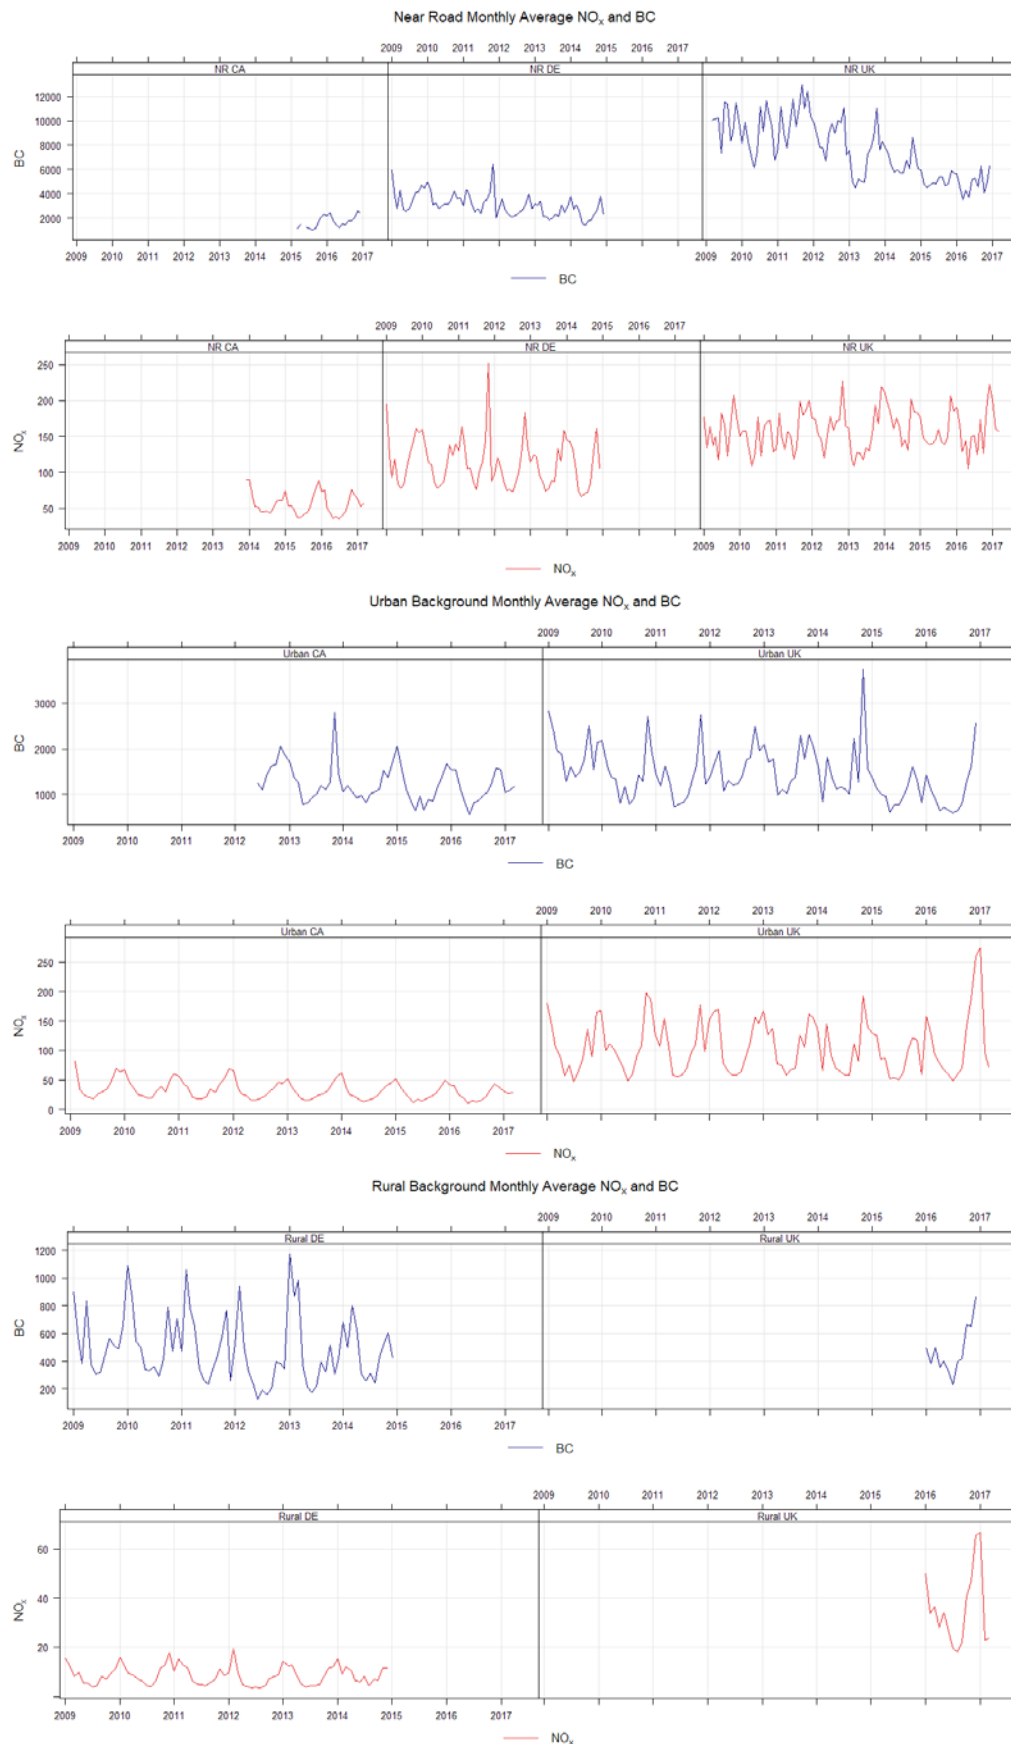 Near Road Monthly Average NOx and BC
2009 2010 2011 2012 2013 2014 2015 2016 2017
NR CA NR DE NR UK
12000
10000
8000
6000
4000
2000
BC
2009 2010 2011 2012 2013 2014 2015 2016 2017 2009 2010 2011 2012 2013 2014 2015 2016 2017
BC
2009 2010 2011 2012 2013 2014 2015 2016 2017
NR CA NR DE NR UK
250
200
150
100
50
NOx
2009 2010 2011 2012 2013 2014 2015 2016 2017 2009 2010 2011 2012 2013 2014 2015 2016 2017
NOx
Urban Background Monthly Average NOx and BC
2009 2010 2011 2012 2013 2014 2015 2016 2017
Urban CA Urban UK
3000
2000
1000
BC
2009 2010 2011 2012 2013 2014 2015 2016 2017
BC
2009 2010 2011 2012 2013 2014 2015 2016 2017
Urban CA Urban UK
250
200
150
100
50
0
NOx
2009 2010 2011 2012 2013 2014 2015 2016 2017
NOx
Rural Background Monthly Average NOx and BC
2009 2010 2011 2012 2013 2014 2015 2016 2017
Rural DE Rural UK
1200
1000
800
600
400
200
BC
2009 2010 2011 2012 2013 2014 2015 2016 2017
BC
2009 2010 2011 2012 2013 2014 2015 2016 2017
Rural DE Rural UK
60
40
20
NOx
2009 2010 2011 2012 2013 2014 2015 2016 2017
NOx